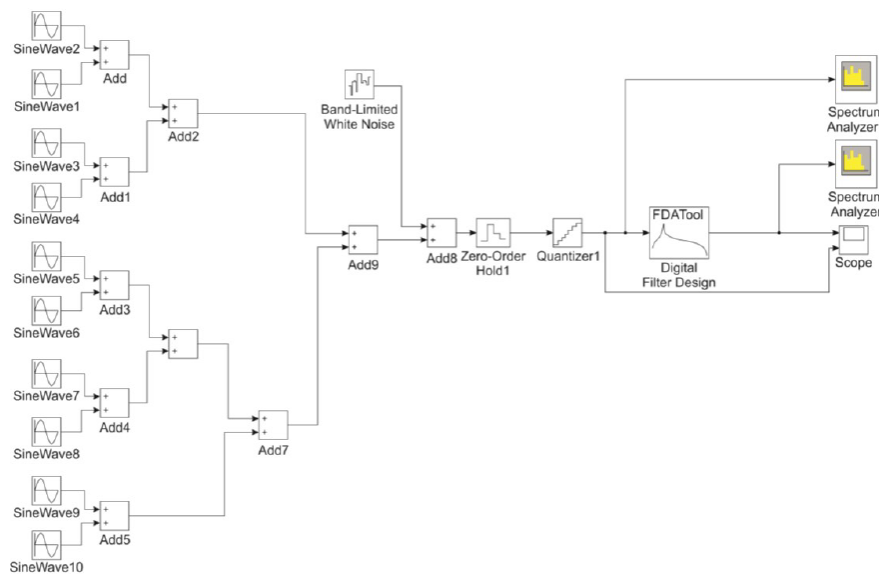 SineWave2
Add
SineWave1
Add2
SineWave3
Add1
SineWave4
Band-Limited
White Noise
Spectrum
Analyzer
Spectrum
Analyzer
SineWave5
Add3
SineWave6
Add9
Add8
Zero-Order
Hold1
Quantizer1
FDATool
Digital
Filter Design
Scope
SineWave7
Add4
SineWave8
Add7
SineWave9
Add5
SineWave10